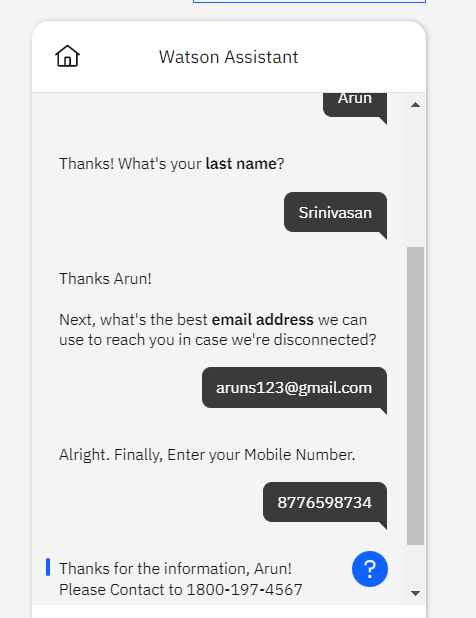 Watson Assistant
Arun
Thanks! What's your last name?
Srinivasan
Thanks Arun!
Next, what's the best email address we can
use to reach you in case we're disconnected?
aruns123@gmail.com
Alright. Finally, Enter your Mobile Number.
8776598734
Thanks for the information, Arun!
Please Contact to 1800-197-4567
?